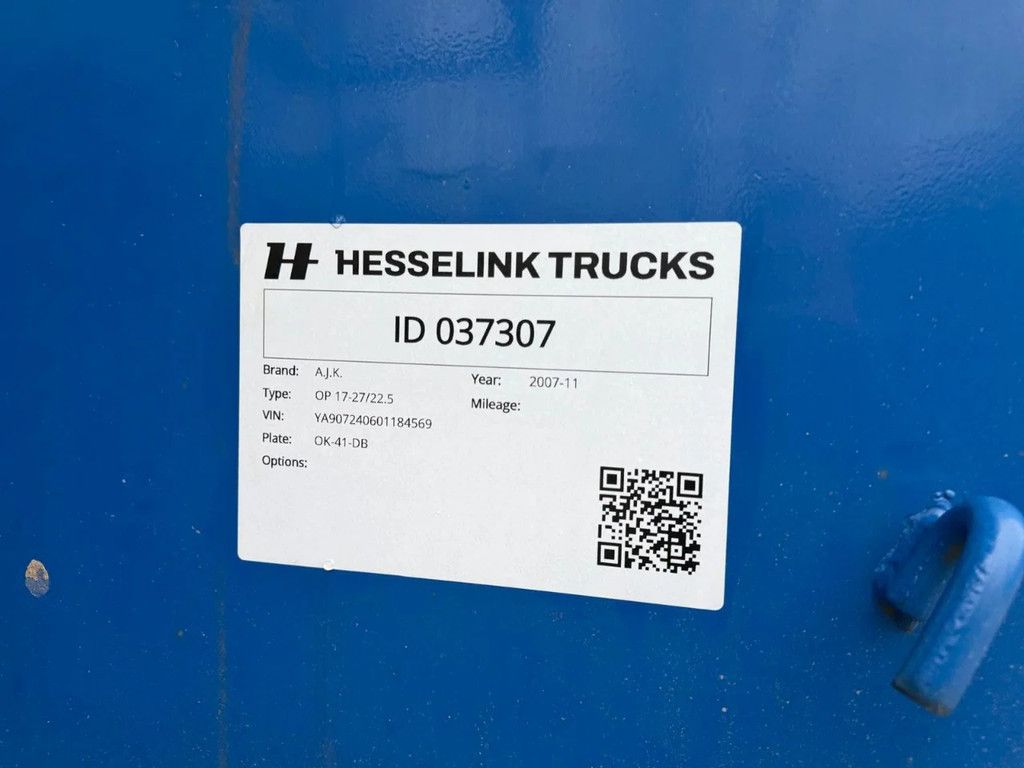 H HESSELINK TRUCKS
ID 037307
Brand: A.J.K. Year: 2007-11
Type: OP 17-27/22.5 Mileage:
VIN: YA907240601184569
Plate: OK-41-DB
Options: